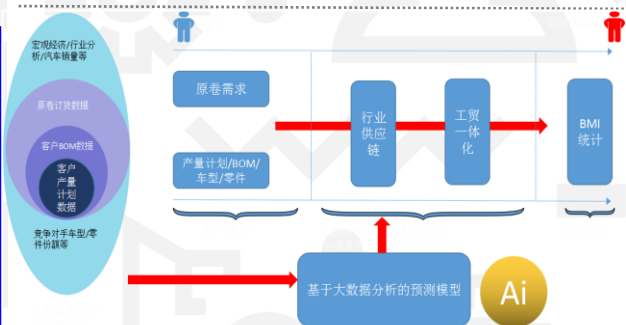 宏观经济/行业分
析/汽车销量等
原卷订货数据
客户BOM数据
客户
产量
计划
数据
竞争对手车型/零
件份额等
原卷需求
产量计划/BOM/
车型/零件
行业
供应
链
工贸
一体
化
BMI
统计
基于大数据分析的预测模型
Ai